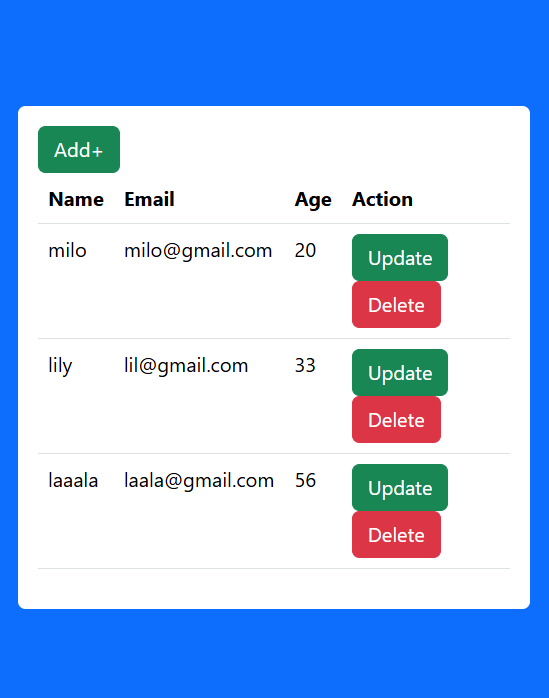 Add+
Name Email Age Action
milo milo@gmail.com 20 Update
Delete
lily lil@gmail.com 33 Update
Delete
laaala laala@gmail.com 56 Update
Delete